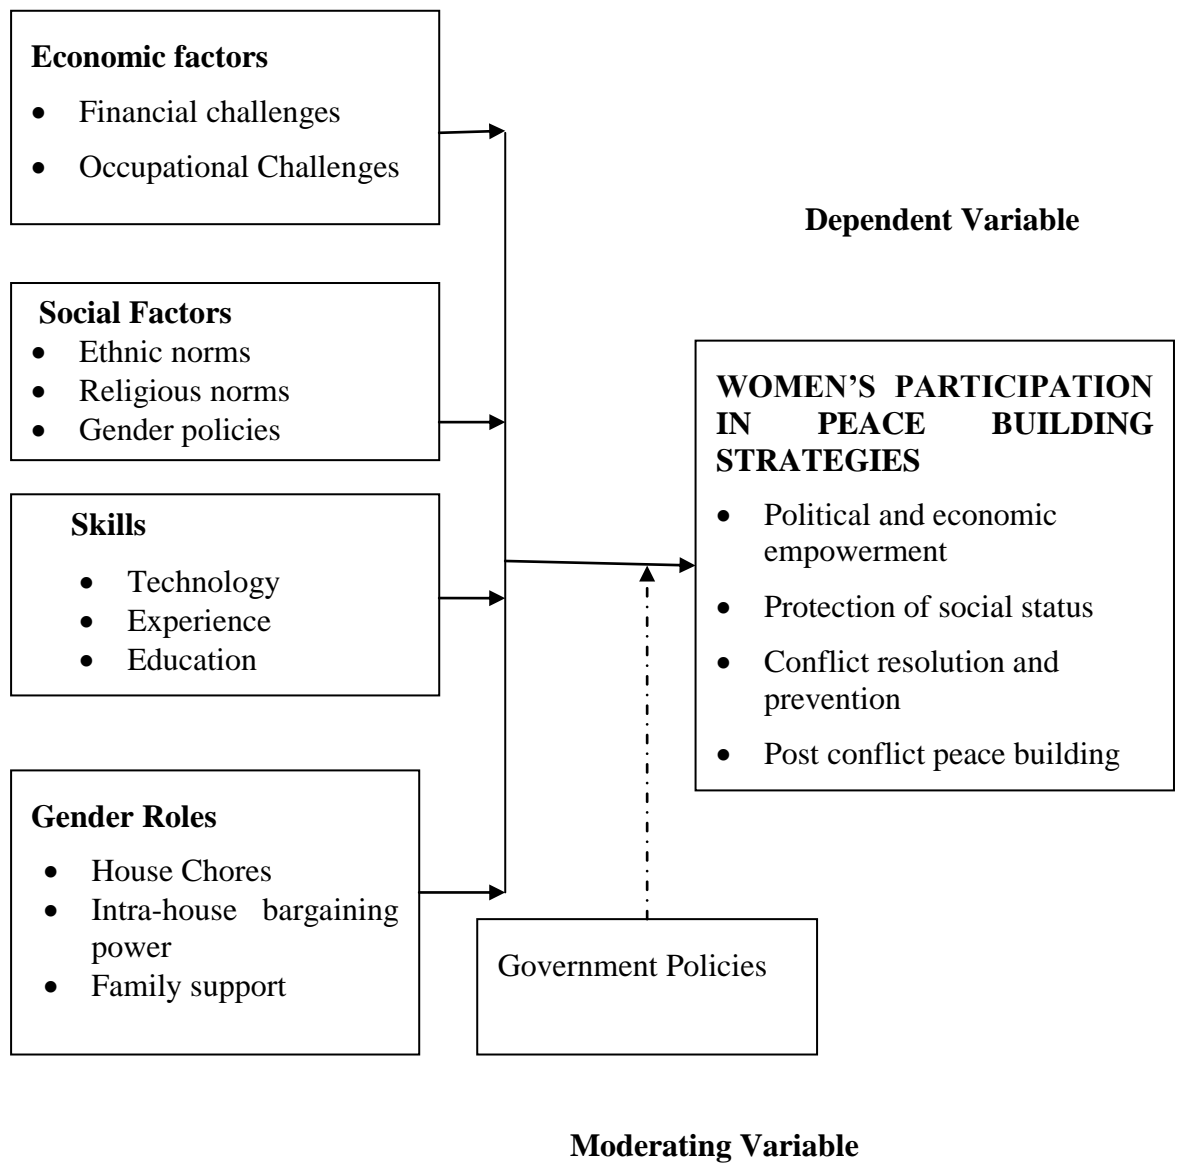 Economic factors
• Financial challenges
• Occupational Challenges
Dependent Variable
Social Factors
• Ethnic norms
• Religious norms
• Gender policies
Skills
• Technology
• Experience
• Education
WOMEN’S PARTICIPATION
IN PEACE BUILDING
STRATEGIES
• Political and economic
empowerment
• Protection of social status
• Conflict resolution and
prevention
• Post conflict peace building
Gender Roles
• House Chores
• Intra-house bargaining
power
• Family support
Government Policies
Moderating Variable